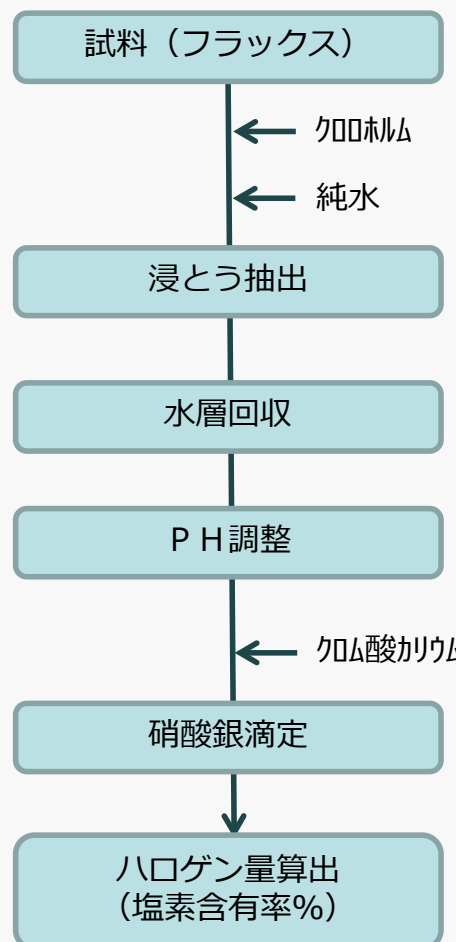 試料（フラックス）
クロロホルム
純水
浸とう抽出
水層回収
ＰＨ調整
クロム酸カリウム
硝酸銀滴定
ハロゲン量算出
（塩素含有率%）